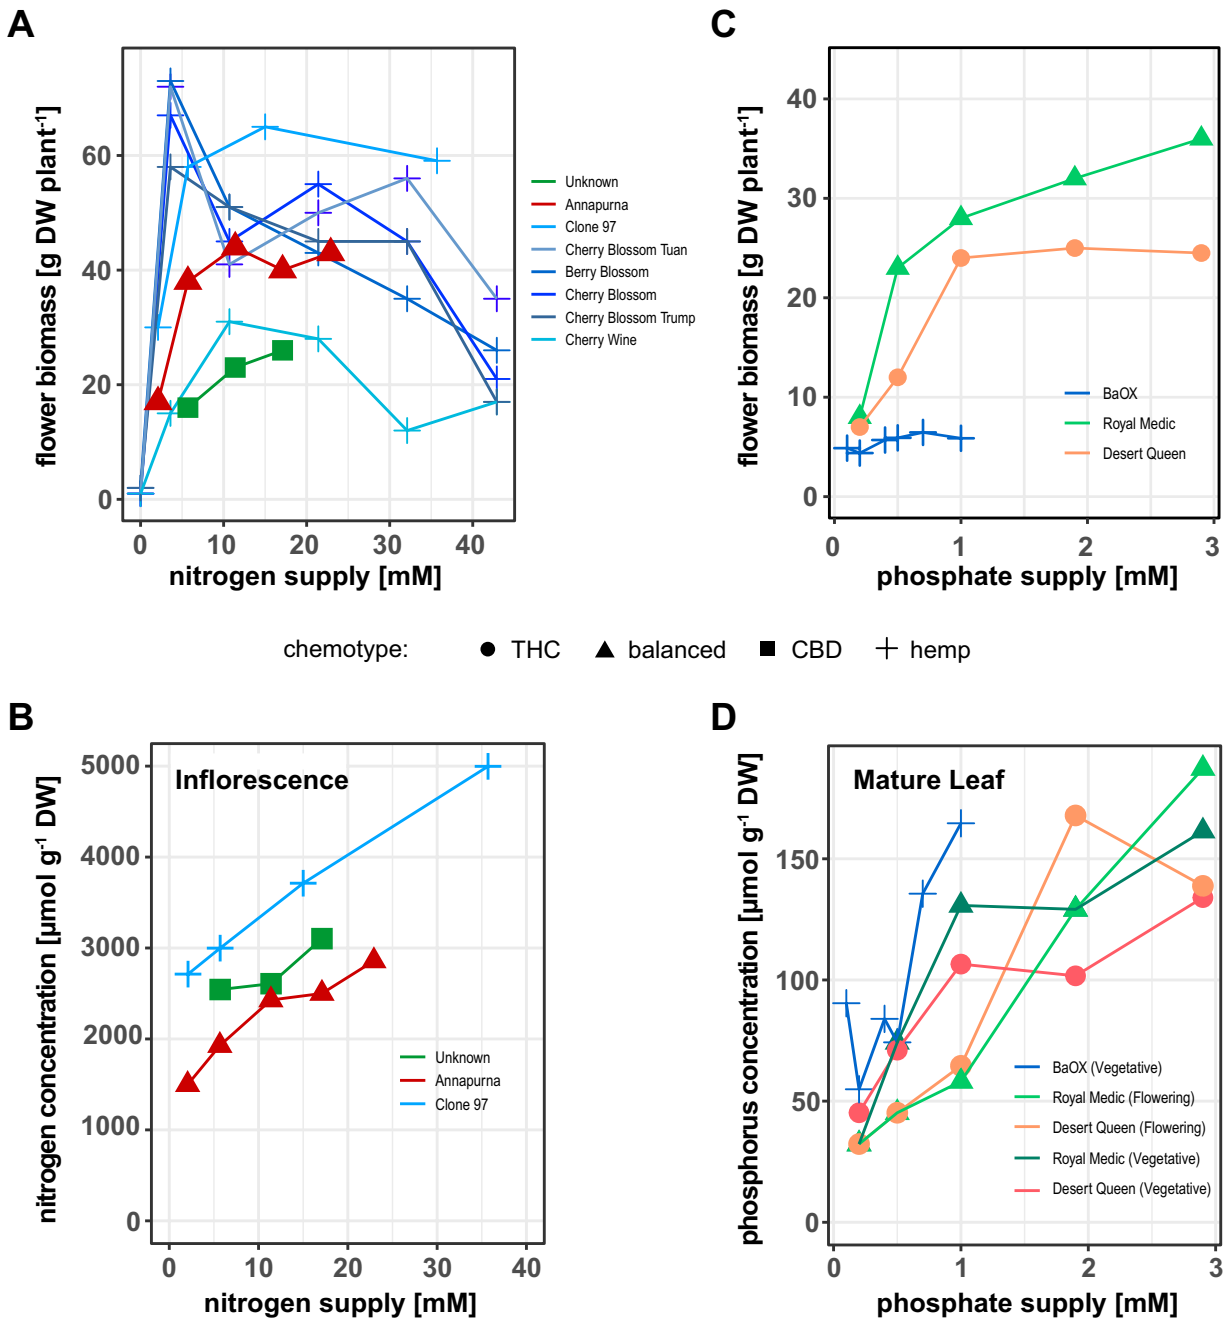 A
flower biomass [g DW plant⁻¹]
60
40
20
0
0 10 20 30 40
nitrogen supply [mM]
Unknown
Annapurna
Clone 97
Cherry Blossom Tuan
Berry Blossom
Cherry Blossom
Cherry Blossom Trump
Cherry Wine
C
flower biomass [g DW plant⁻¹]
40
30
20
10
0
BaOX
Royal Medic
Desert Queen
0 1 2 3
phosphate supply [mM]
chemotype: THC balanced CBD hemp
B
nitrogen concentration [µmol g⁻¹ DW]
Inflorescence
5000
4000
3000
2000
1000
0
Unknown
Annapurna
Clone 97
0 10 20 30 40
nitrogen supply [mM]
D
phosphorus concentration [µmol g⁻¹ DW]
Mature Leaf
150
100
50
0
BaOX (Vegetative)
Royal Medic (Flowering)
Desert Queen (Flowering)
Royal Medic (Vegetative)
Desert Queen (Vegetative)
0 1 2 3
phosphate supply [mM]